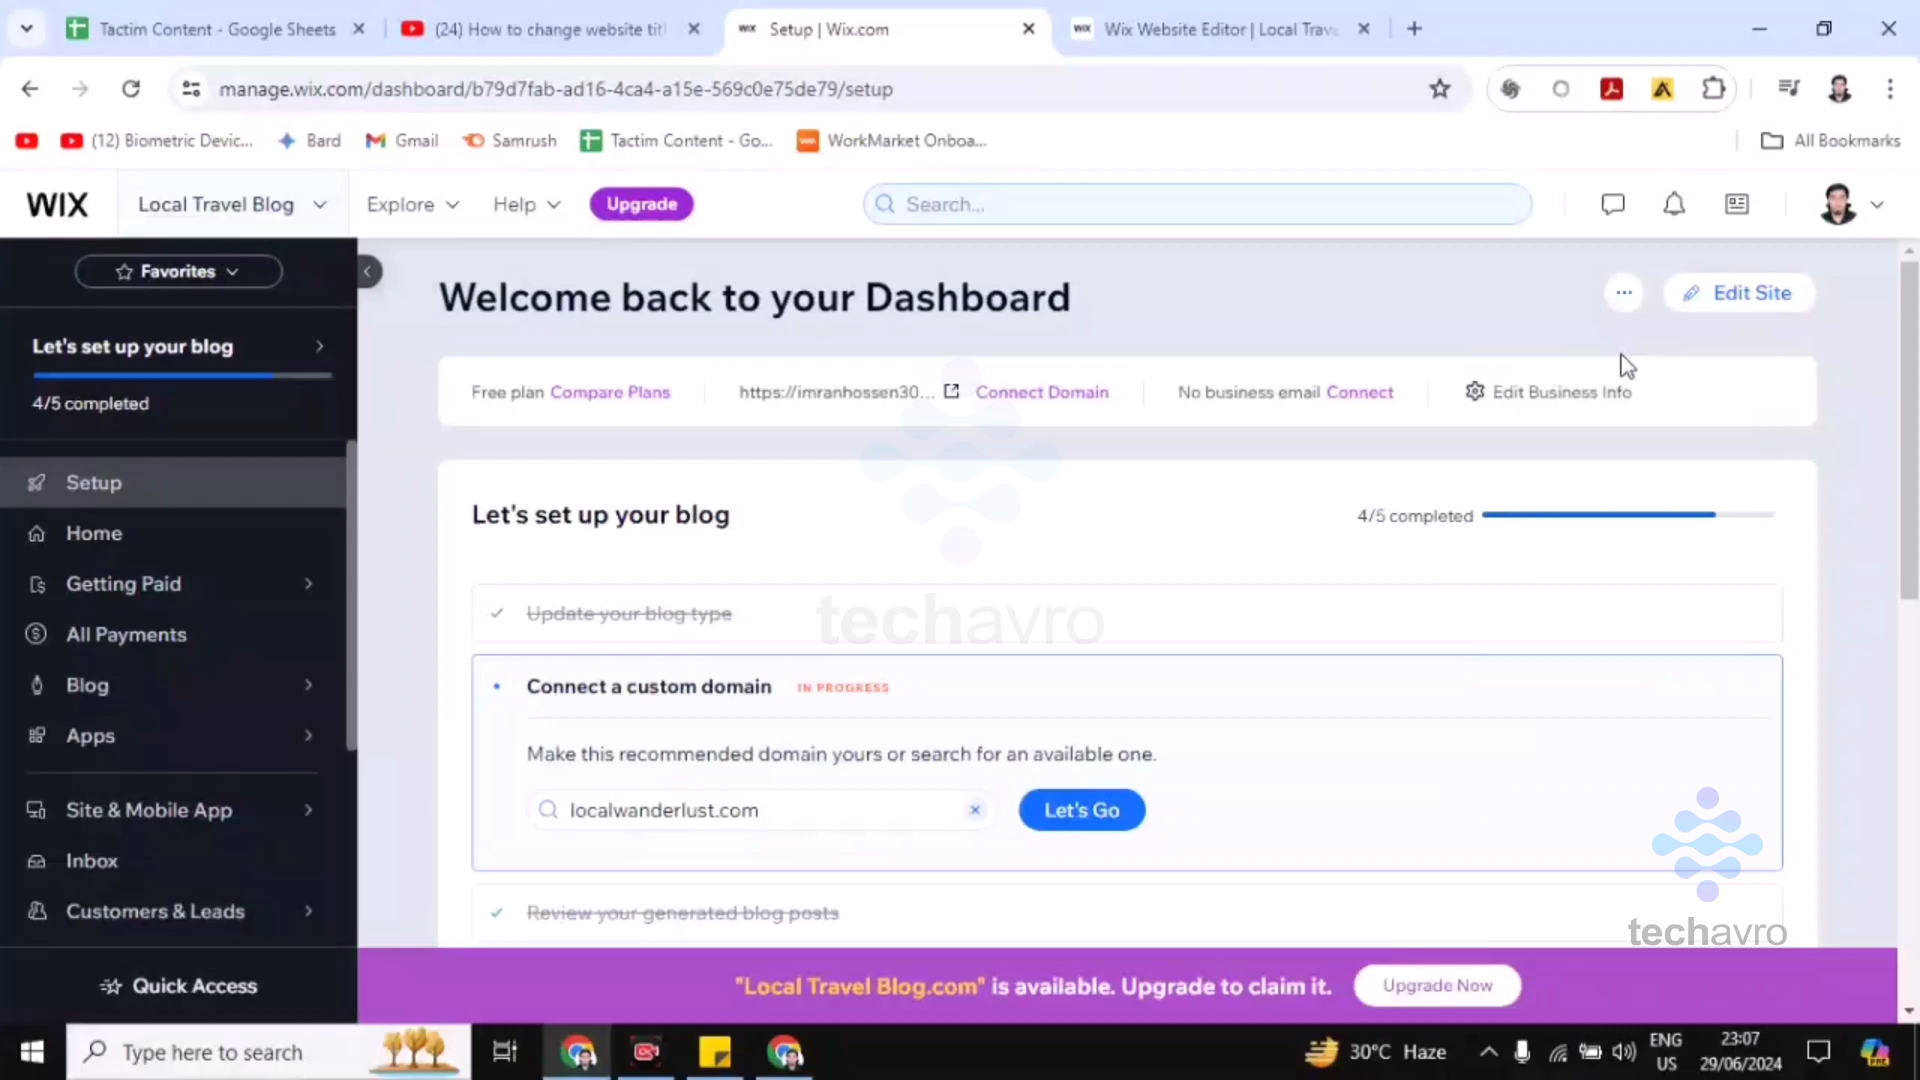 Tactim Content - Google Sheets
(24) How to change website titl
WIX Setup | Wix.com
WIX Wix Website Editor | Local Trave
manage.wix.com/dashboard/b79d7fab-ad16-4ca4-a15e-569c0e75de79/setup
(12) Biometric Devic...
Bard
Gmail
Samrush
Tactim Content - Go...
WorkMarket Onboa...
All Bookmarks
WIX
Local Travel Blog
Explore
Help
Upgrade
Search...
Favorites
Let's set up your blog
4/5 completed
Setup
Home
Getting Paid
All Payments
Blog
Apps
Site & Mobile App
Inbox
Customers & Leads
Quick Access
Welcome back to your Dashboard
Edit Site
Free plan Compare Plans
https://imranhossen30... Connect Domain
No business email Connect
Edit Business Info
Let's set up your blog
4/5 completed
Update your blog type
techavro
Connect a custom domain IN PROGRESS
Make this recommended domain yours or search for an available one.
localwanderlust.com
Let's Go
Review your generated blog posts
techavro
"Local Travel Blog.com" is available. Upgrade to claim it.
Upgrade Now
Type here to search
30°C Haze
ENG
US
23:07
29/06/2024